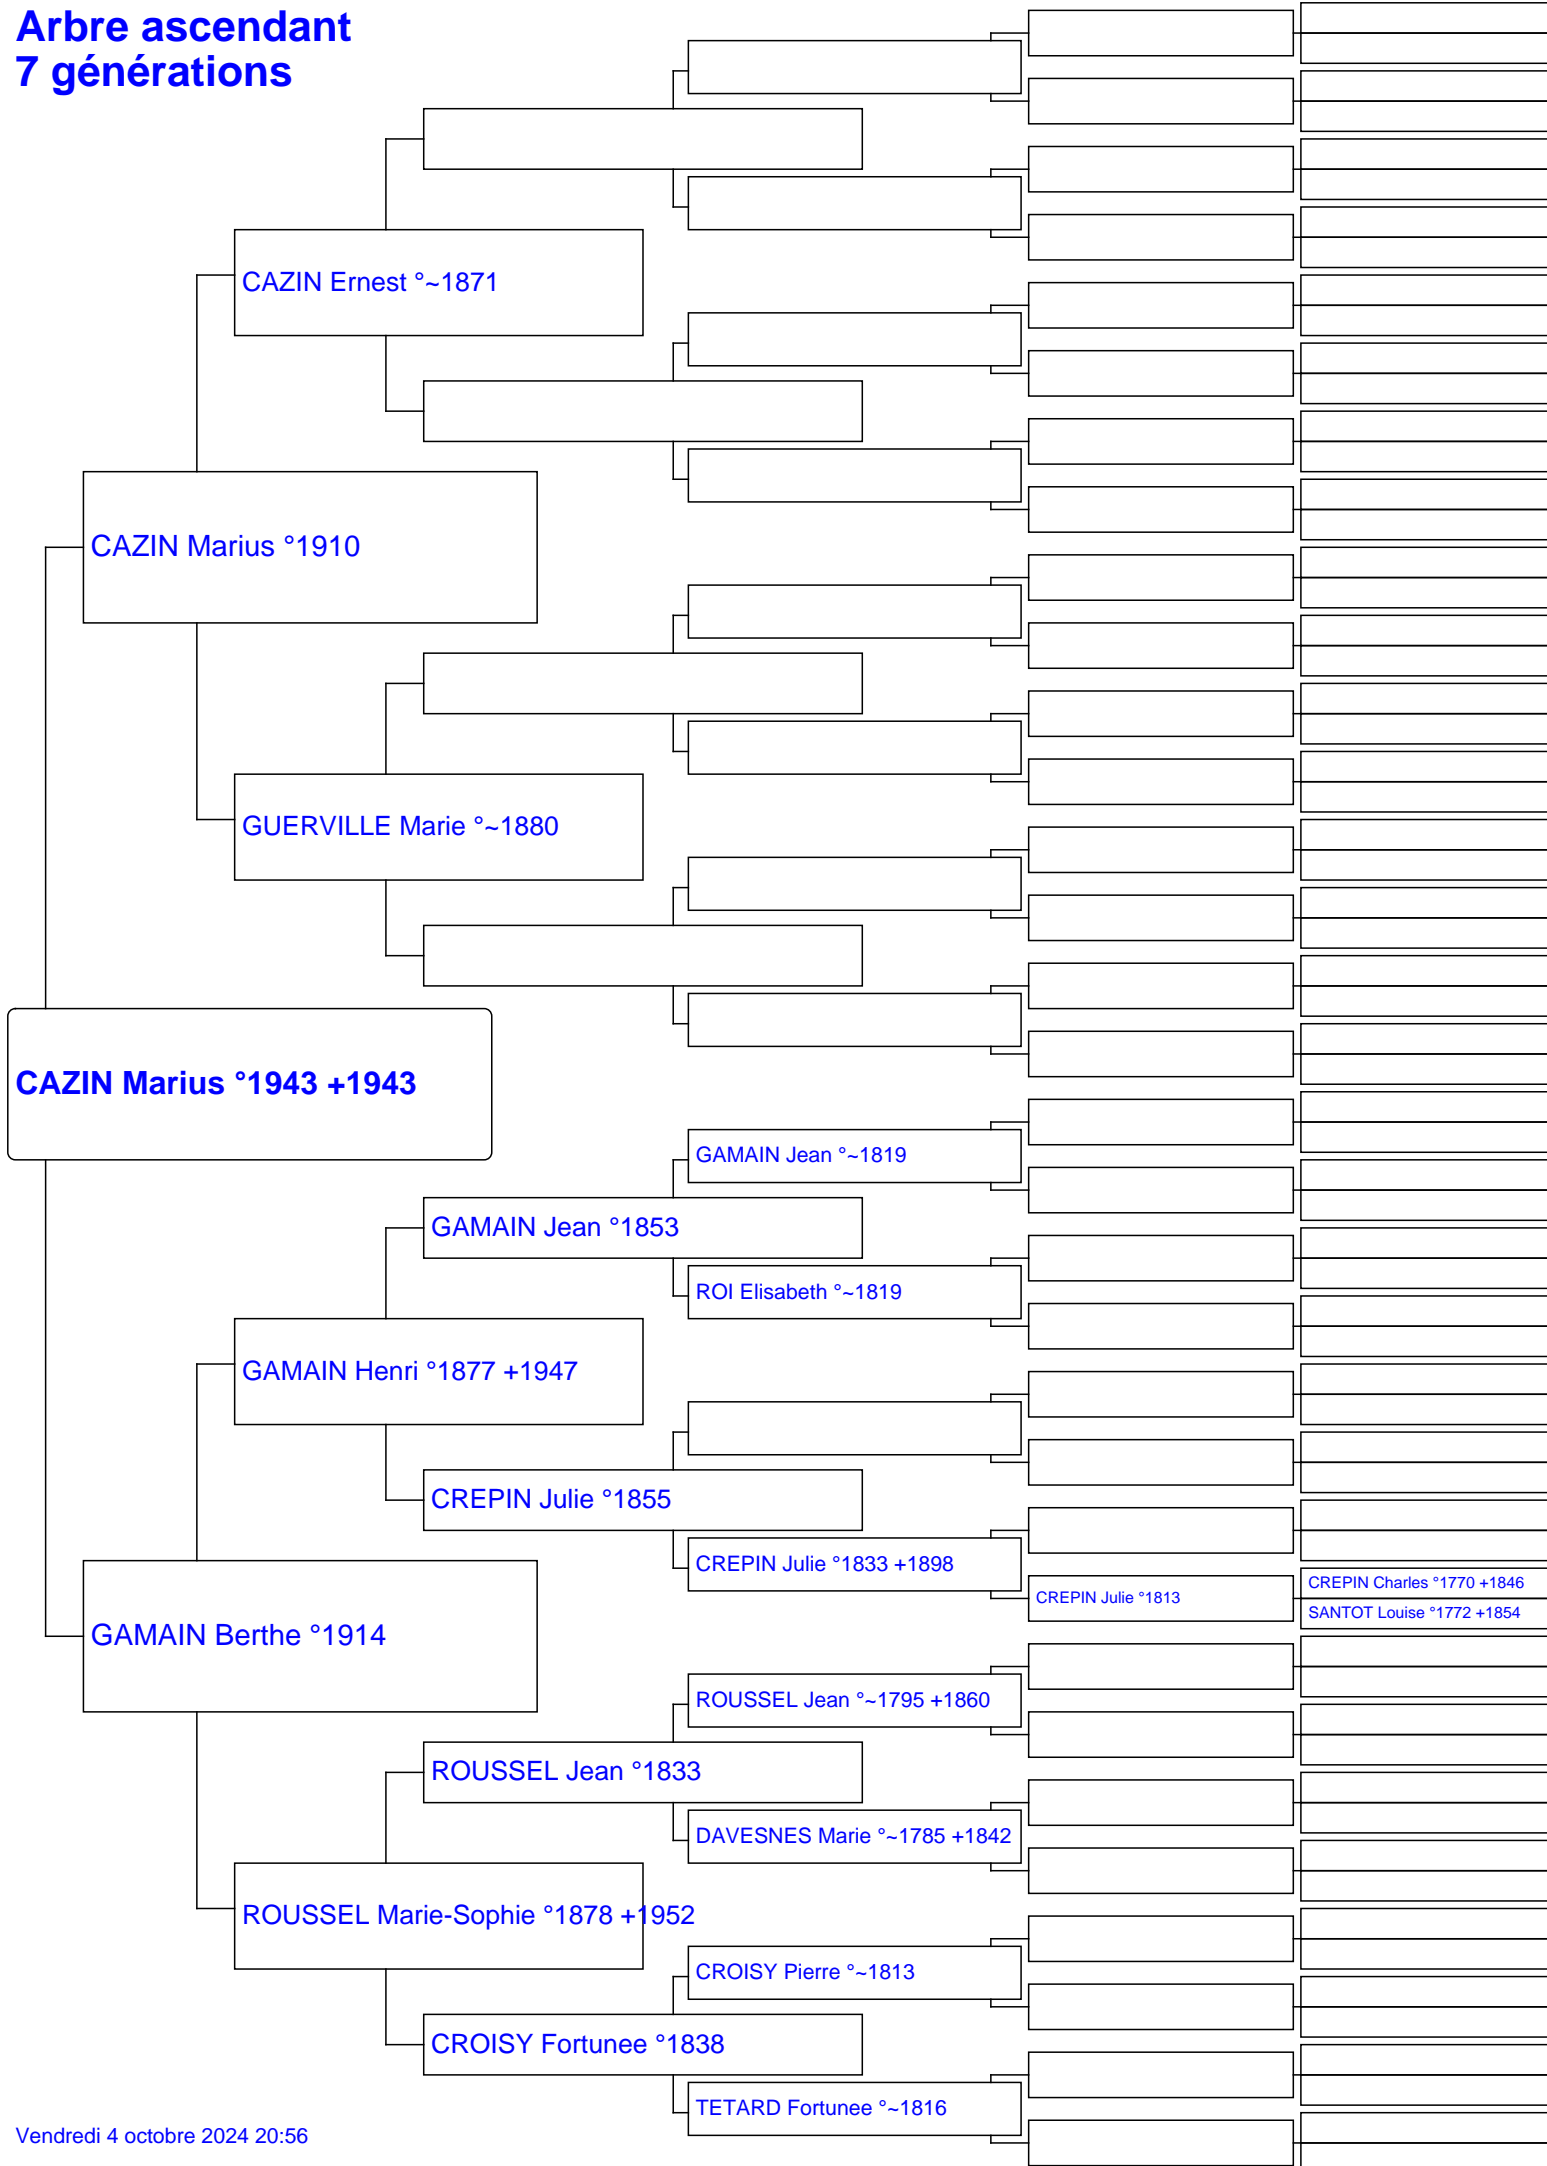 Arbre ascendant
7 générations
CAZIN Ernest °~1871
CAZIN Marius °1910
GUERVILLE Marie °~1880
CAZIN Marius °1943 +1943
GAMAIN Jean °~1819
GAMAIN Jean °1853
ROI Elisabeth °~1819
GAMAIN Henri °1877 +1947
CREPIN Julie °1855
CREPIN Julie °1833 +1898
CREPIN Charles °1770 +1846
CREPIN Julie °1813
SANTOT Louise °1772 +1854
GAMAIN Berthe °1914
ROUSSEL Jean °~1795 +1860
ROUSSEL Jean °1833
DAVESNES Marie °~1785 +1842
ROUSSEL Marie-Sophie °1878 +1952
CROISY Pierre °~1813
CROISY Fortunee °1838
TETARD Fortunee °~1816
Vendredi 4 octobre 2024 20:56